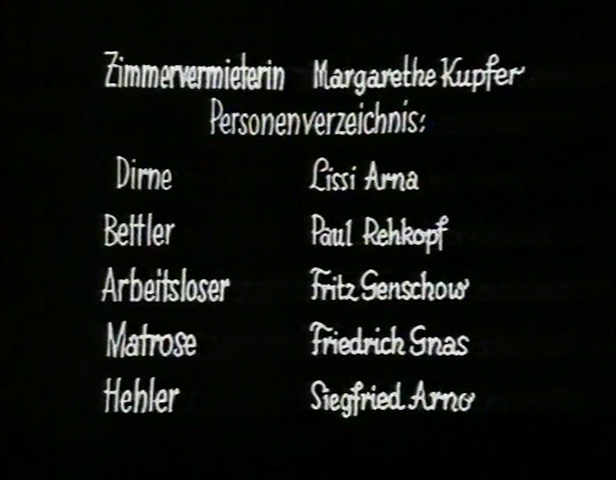 Zimmervermieterin Margarethe Kupfer
Personenverzeichnis:
Dirne Lissi Arna
Bettler Paul Rehkopf
Arbeitsloser Fritz Genschow
Matrose Friedrich Gnas
Hehler Siegfried Arno